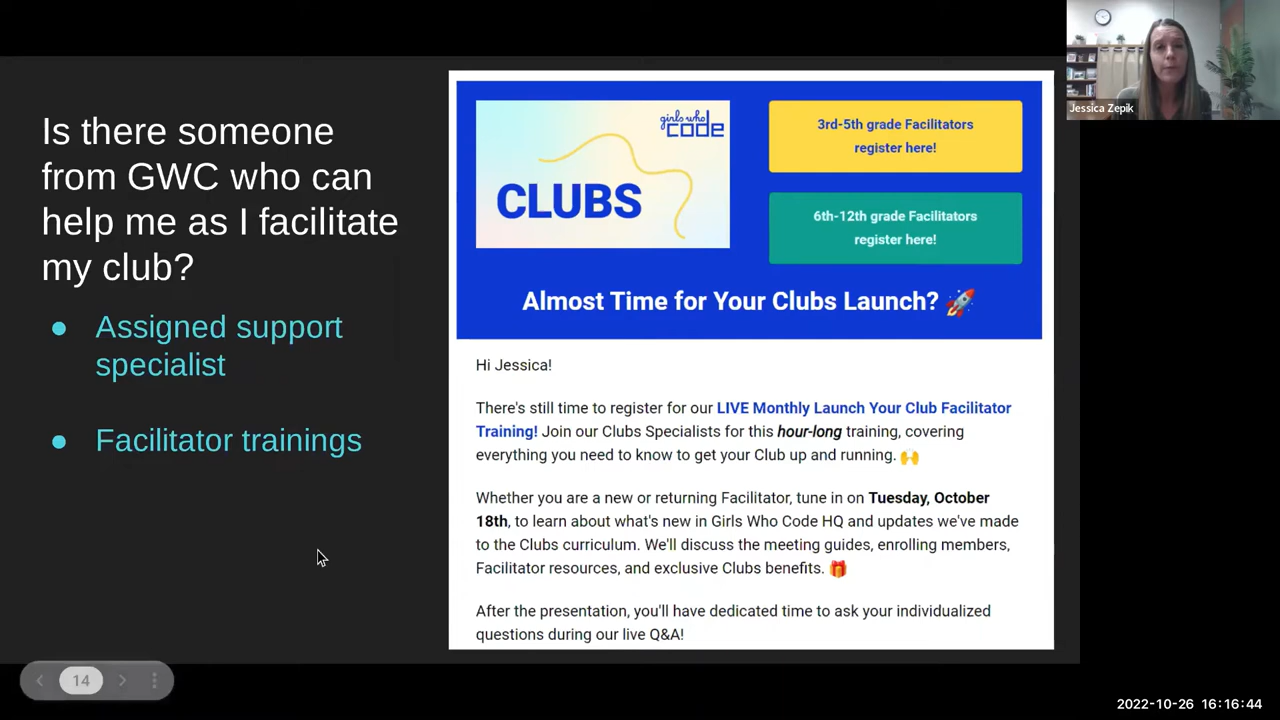 Is there someone
from GWC who can
help me as I facilitate
my club?
● Assigned support
specialist
● Facilitator trainings
girls who
code
CLUBS
3rd-5th grade Facilitators
register here!
6th-12th grade Facilitators
register here!
Almost Time for Your Clubs Launch? 🚀
Hi Jessica!
There's still time to register for our LIVE Monthly Launch Your Club Facilitator
Training! Join our Clubs Specialists for this hour-long training, covering
everything you need to know to get your Club up and running. 🙌
Whether you are a new or returning Facilitator, tune in on Tuesday, October
18th, to learn about what's new in Girls Who Code HQ and updates we've made
to the Clubs curriculum. We'll discuss the meeting guides, enrolling members,
Facilitator resources, and exclusive Clubs benefits. 🎁
After the presentation, you'll have dedicated time to ask your individualized
questions during our live Q&A!
Jessica Zepik
14
2022-10-26 16:16:44